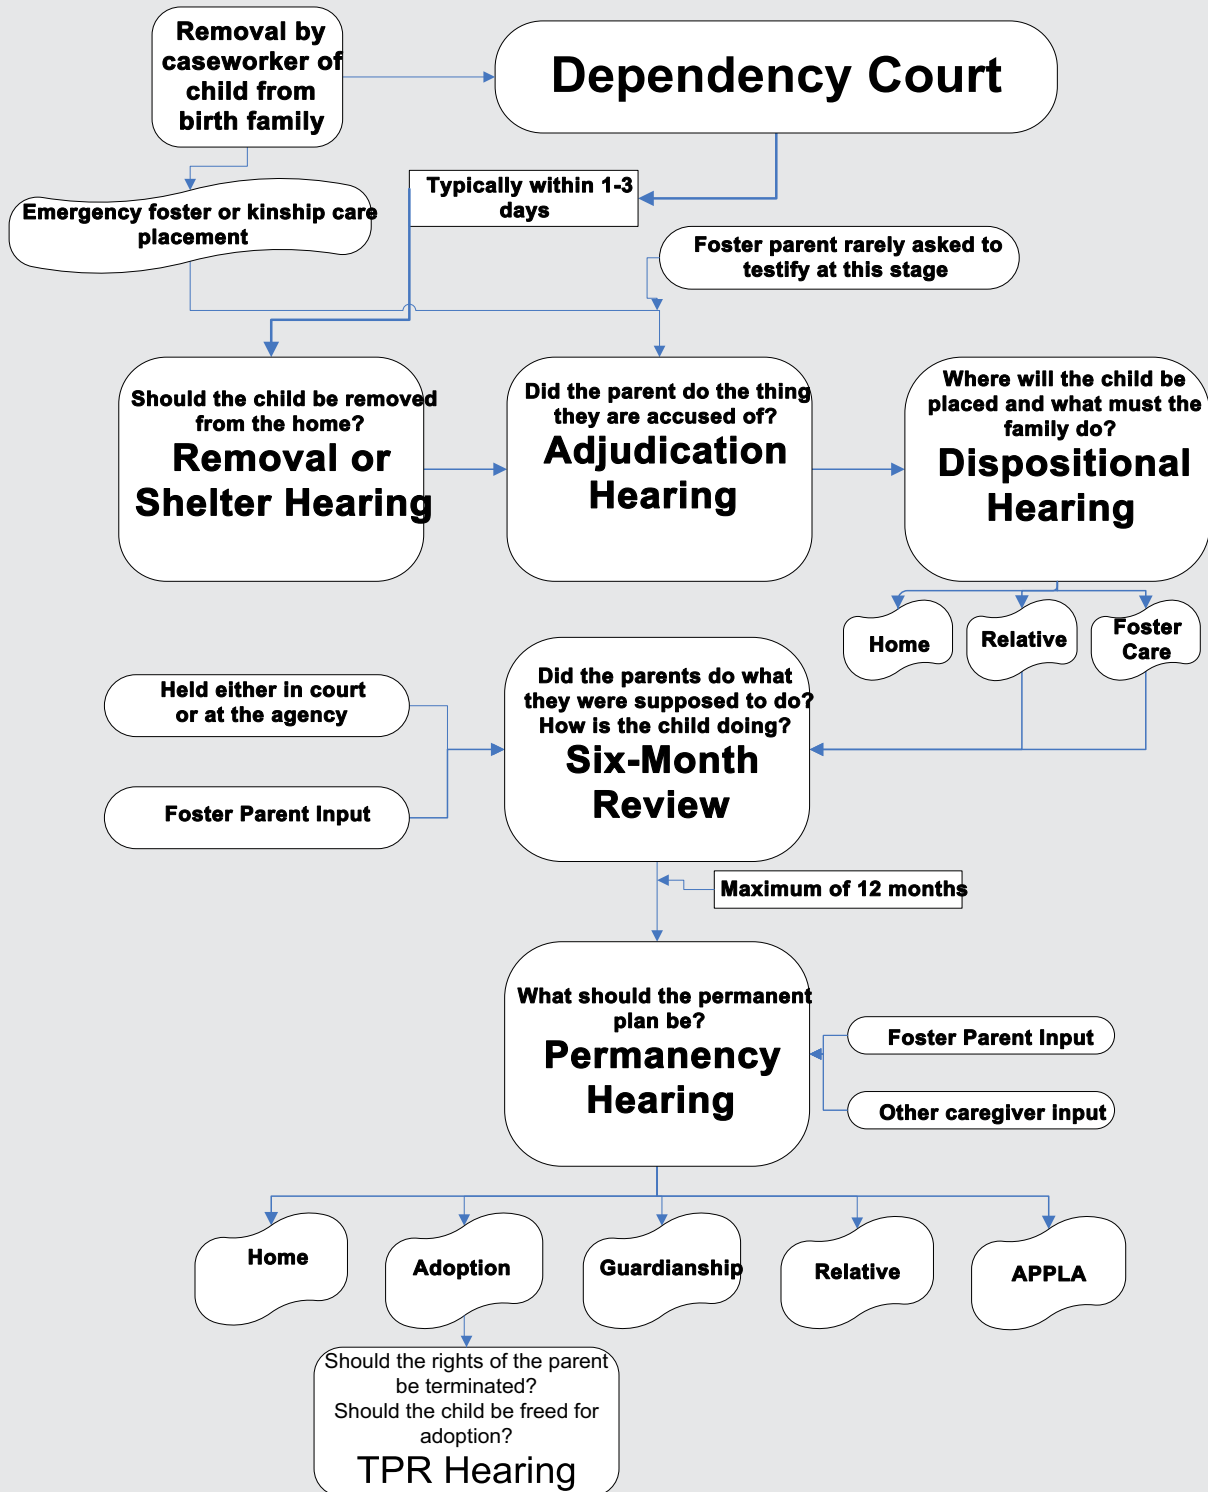 Removal by
caseworker of
child from
birth family
Dependency Court
Typically within 1-3
days
Emergency foster or kinship care
placement
Foster parent rarely asked to
testify at this stage
Should the child be removed
from the home?
Removal or
Shelter Hearing
Did the parent do the thing
they are accused of?
Adjudication
Hearing
Where will the child be
placed and what must the
family do?
Dispositional
Hearing
Home
Relative
Foster
Care
Held either in court
or at the agency
Foster Parent Input
Did the parents do what
they were supposed to do?
How is the child doing?
Six-Month
Review
Maximum of 12 months
What should the permanent
plan be?
Permanency
Hearing
Foster Parent Input
Other caregiver input
Home
Adoption
Guardianship
Relative
APPLA
Should the rights of the parent
be terminated?
Should the child be freed for
adoption?
TPR Hearing